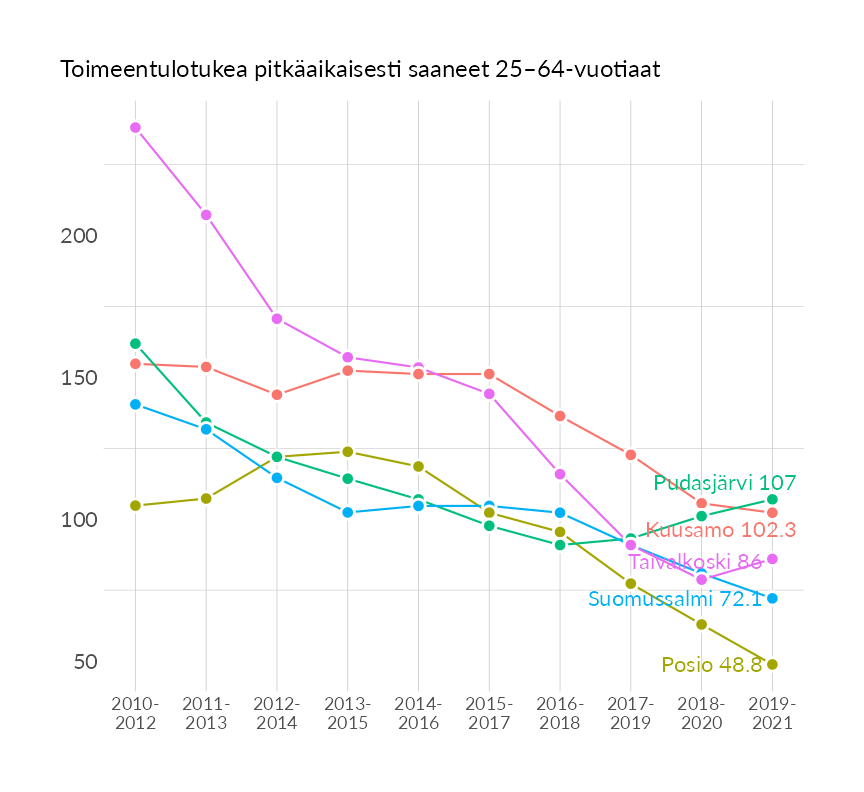 Toimeentulotukea pitkäaikaisesti saaneet 25–64-vuotiaat
200
150
100
50
Pudasjärvi 107
Kuusamo 102.3
Taivalkoski 86
Suomussalmi 72.1
Posio 48.8
2010- 2011- 2012- 2013- 2014- 2015- 2016- 2017- 2018- 2019-
2012 2013 2014 2015 2016 2017 2018 2019 2020 2021